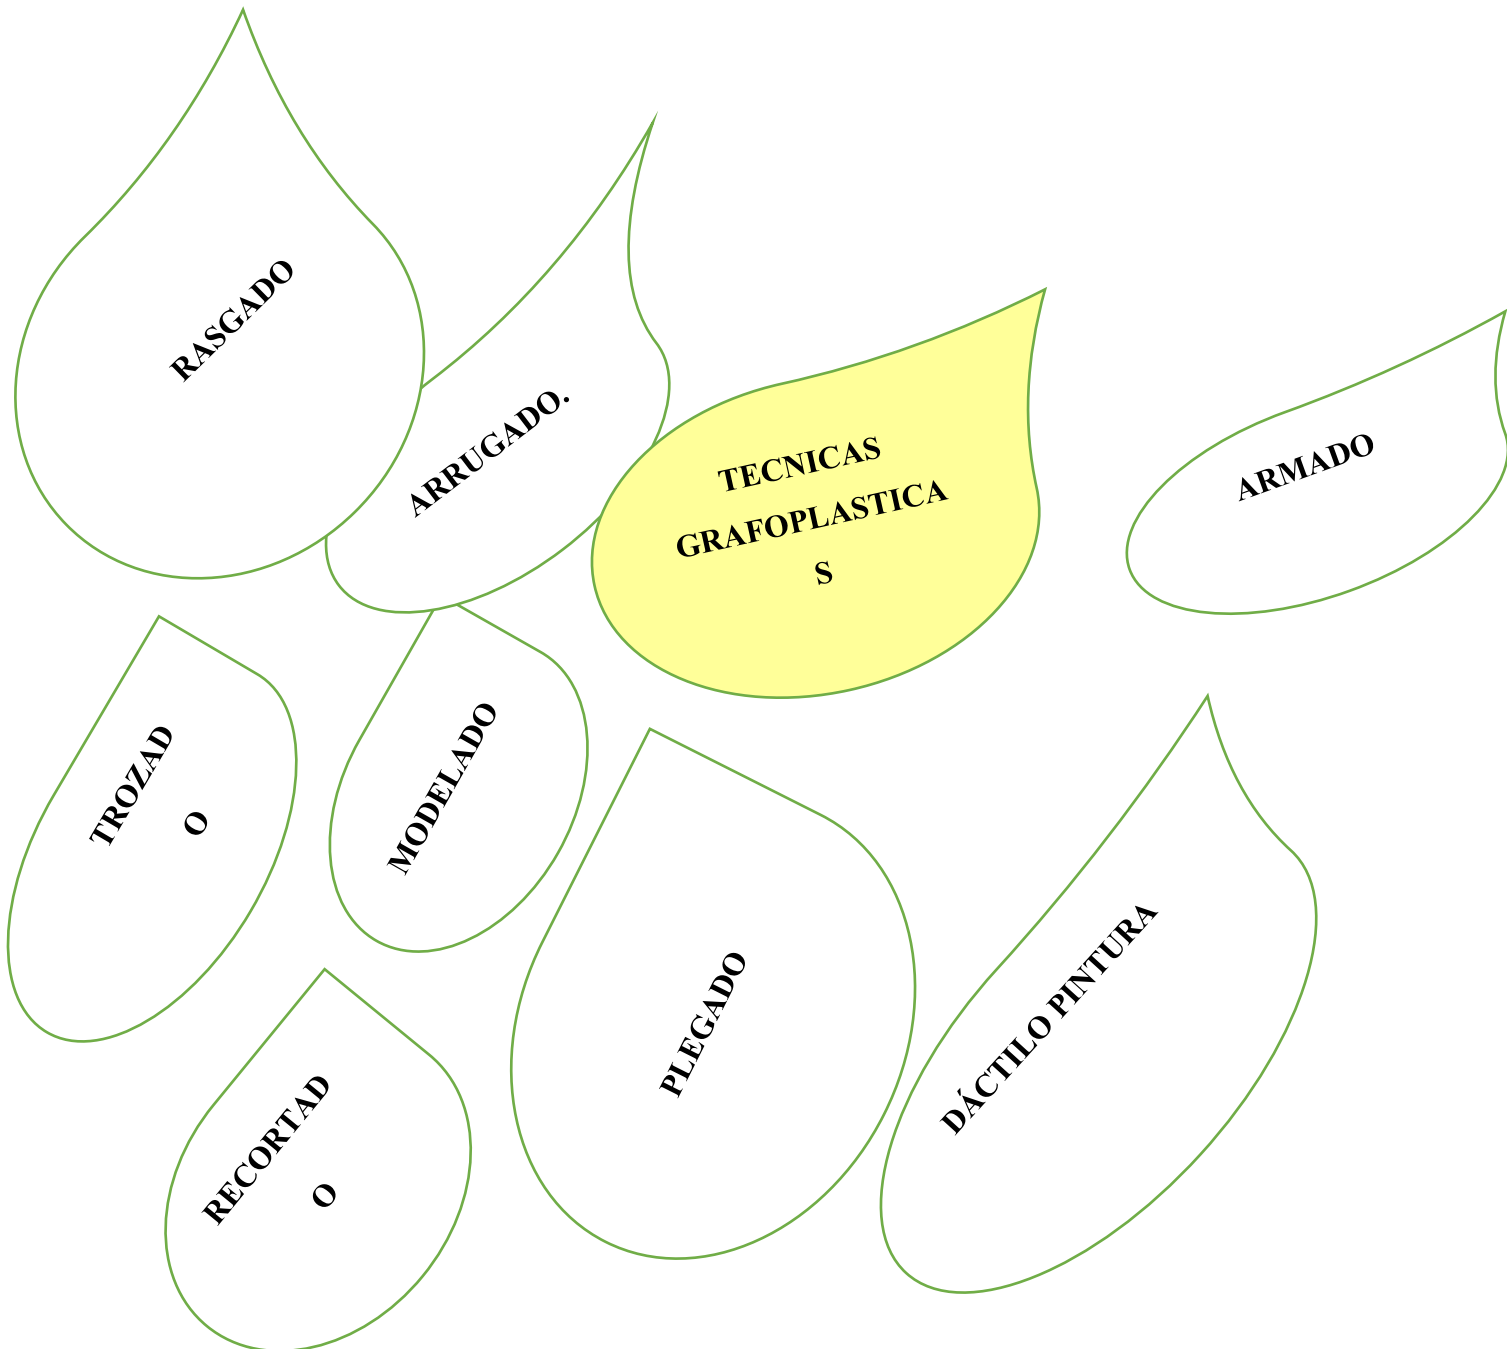 RASGADO
ARRUGADO.
TECNICAS
GRAFOPLASTICA
S
ARMADO
TROZAD
O
MODELADO
PLEGADO
DÁCTILO PINTURA
RECORTAD
O